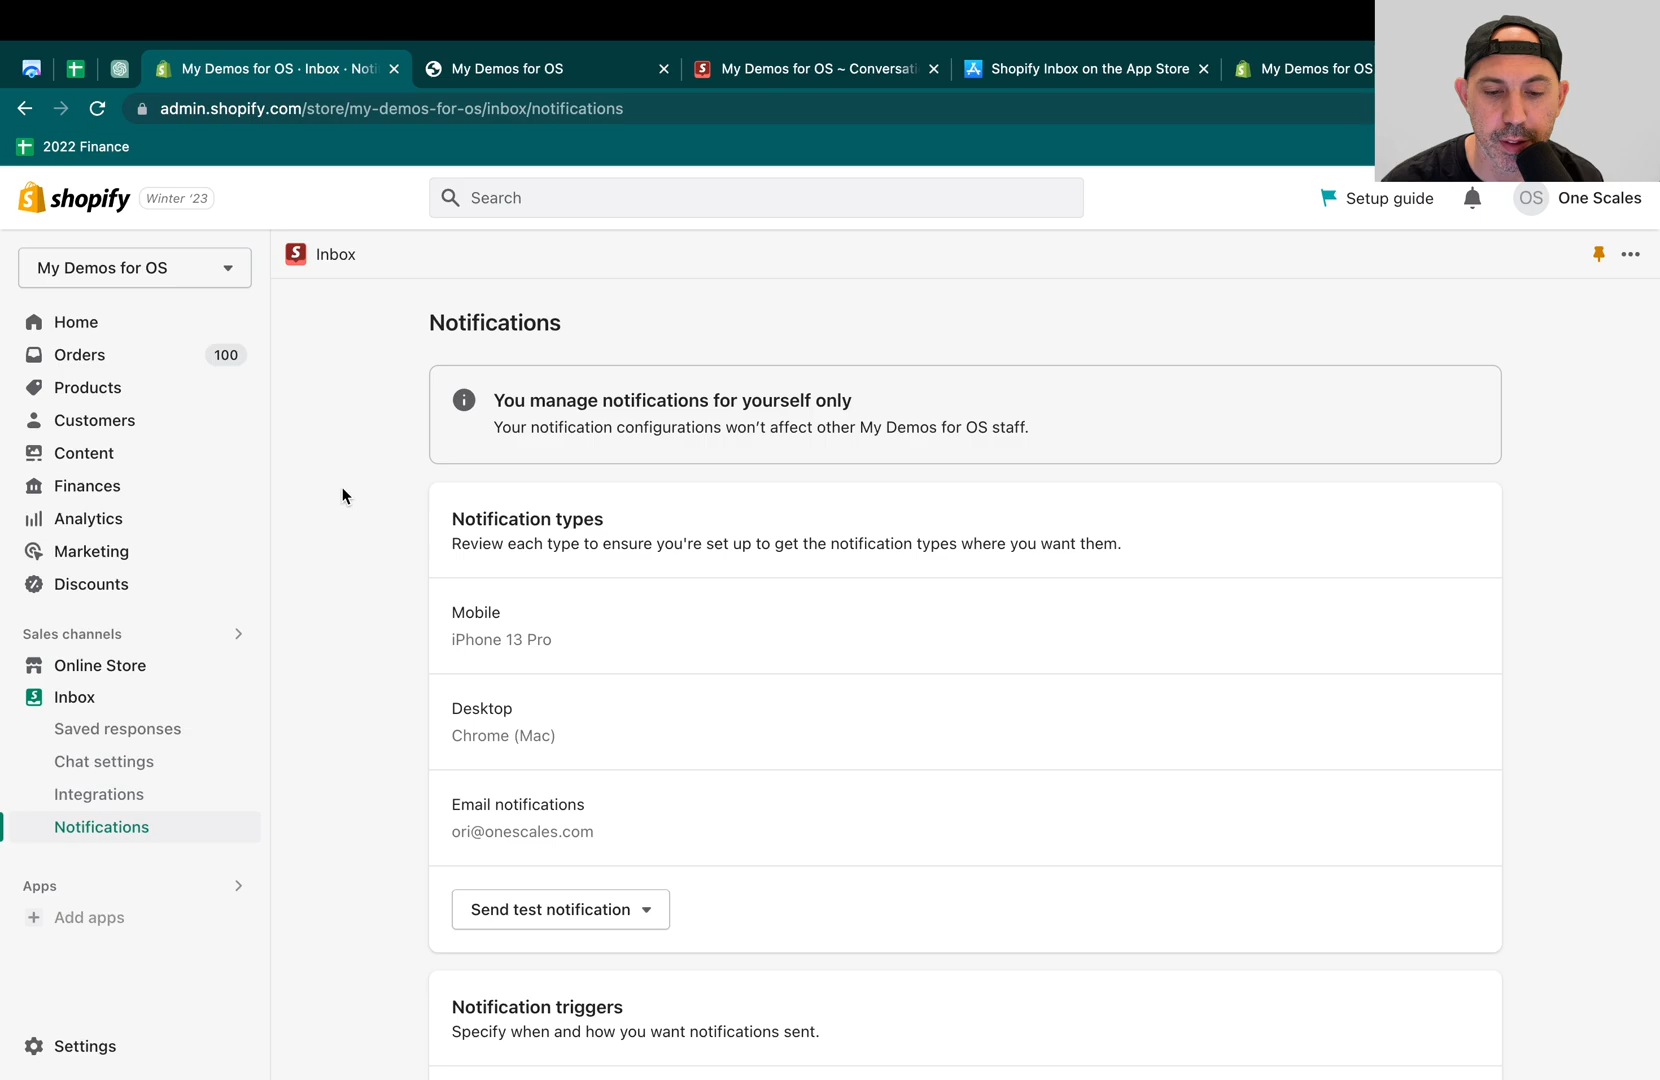 My Demos for OS · Inbox · Noti
My Demos for OS
My Demos for OS ~ Conversati
Shopify Inbox on the App Store
My Demos for OS
admin.shopify.com/store/my-demos-for-os/inbox/notifications
2022 Finance
shopify
Winter ‘23
Search
Setup guide
OS
One Scales
My Demos for OS
Inbox
Home
Orders
100
Products
Customers
Content
Finances
Analytics
Marketing
Discounts
Sales channels
Online Store
Inbox
Saved responses
Chat settings
Integrations
Notifications
Apps
Add apps
Settings
Notifications
You manage notifications for yourself only
Your notification configurations won’t affect other My Demos for OS staff.
Notification types
Review each type to ensure you're set up to get the notification types where you want them.
Mobile
iPhone 13 Pro
Desktop
Chrome (Mac)
Email notifications
ori@onescales.com
Send test notification
Notification triggers
Specify when and how you want notifications sent.